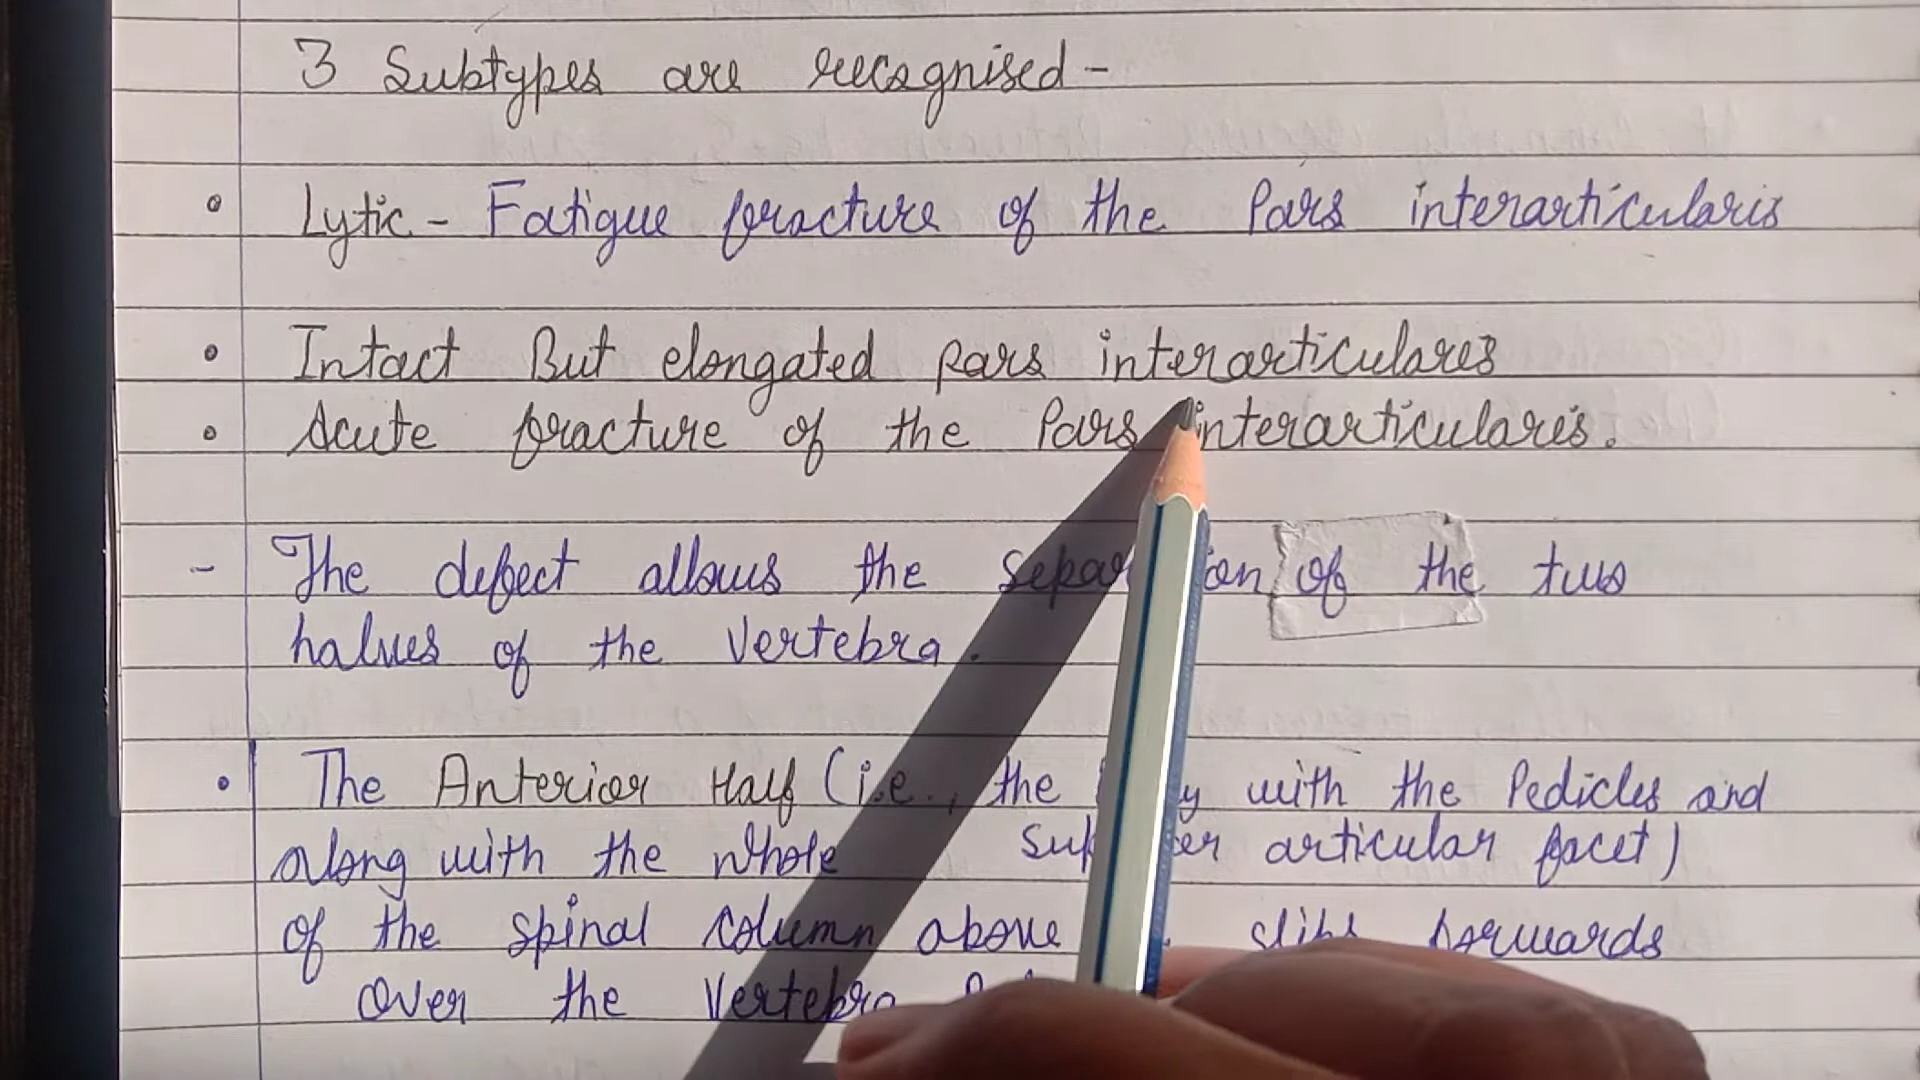 3 Subtypes are recognised -
Lytic - Fatigue fracture of the Pars interarticularis
Intact But elongated pars interarticulares
Acute fracture of the Pars interarticulares.
- The defect allows the of the two
halves of the vertebra.
The Anterior Half (i.e., the with the Pedicles and
along with the whole articular facet)
of the spinal column above slips forwards
over the vertebra